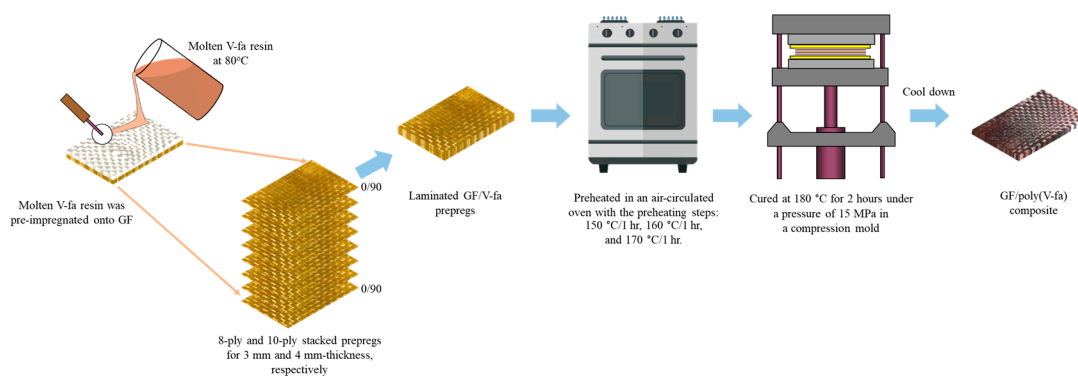 Molten V-fa resin
at 80°C
Molten V-fa resin was
pre-impregnated onto GF
0/90
0/90
8-ply and 10-ply stacked prepregs
for 3 mm and 4 mm-thickness,
respectively
Laminated GF/V-fa
prepregs
Preheated in an air-circulated
oven with the preheating steps:
150 °C/1 hr, 160 °C/1 hr,
and 170 °C/1 hr.
Cured at 180 °C for 2 hours under
a pressure of 15 MPa in
a compression mold
Cool down
GF/poly(V-fa)
composite